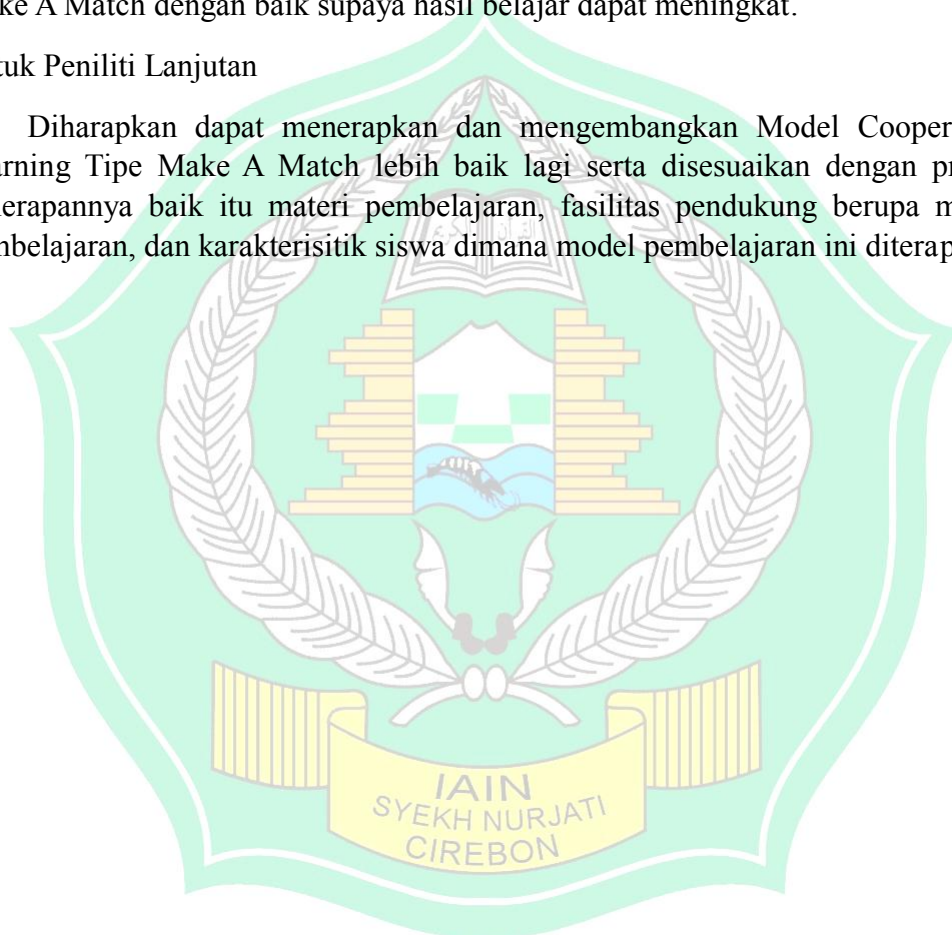 ke A Match dengan baik supaya hasil belajar dapat meningkat.
tuk Peniliti Lanjutan
Diharapkan dapat menerapkan dan mengembangkan Model Cooper
arning Tipe Make A Match lebih baik lagi serta disesuaikan dengan pr
nerapannya baik itu materi pembelajaran, fasilitas pendukung berupa m
nbelajaran, dan karakterisitik siswa dimana model pembelajaran ini diterap
IAIN
SYEKH NURJATI
CIREBON